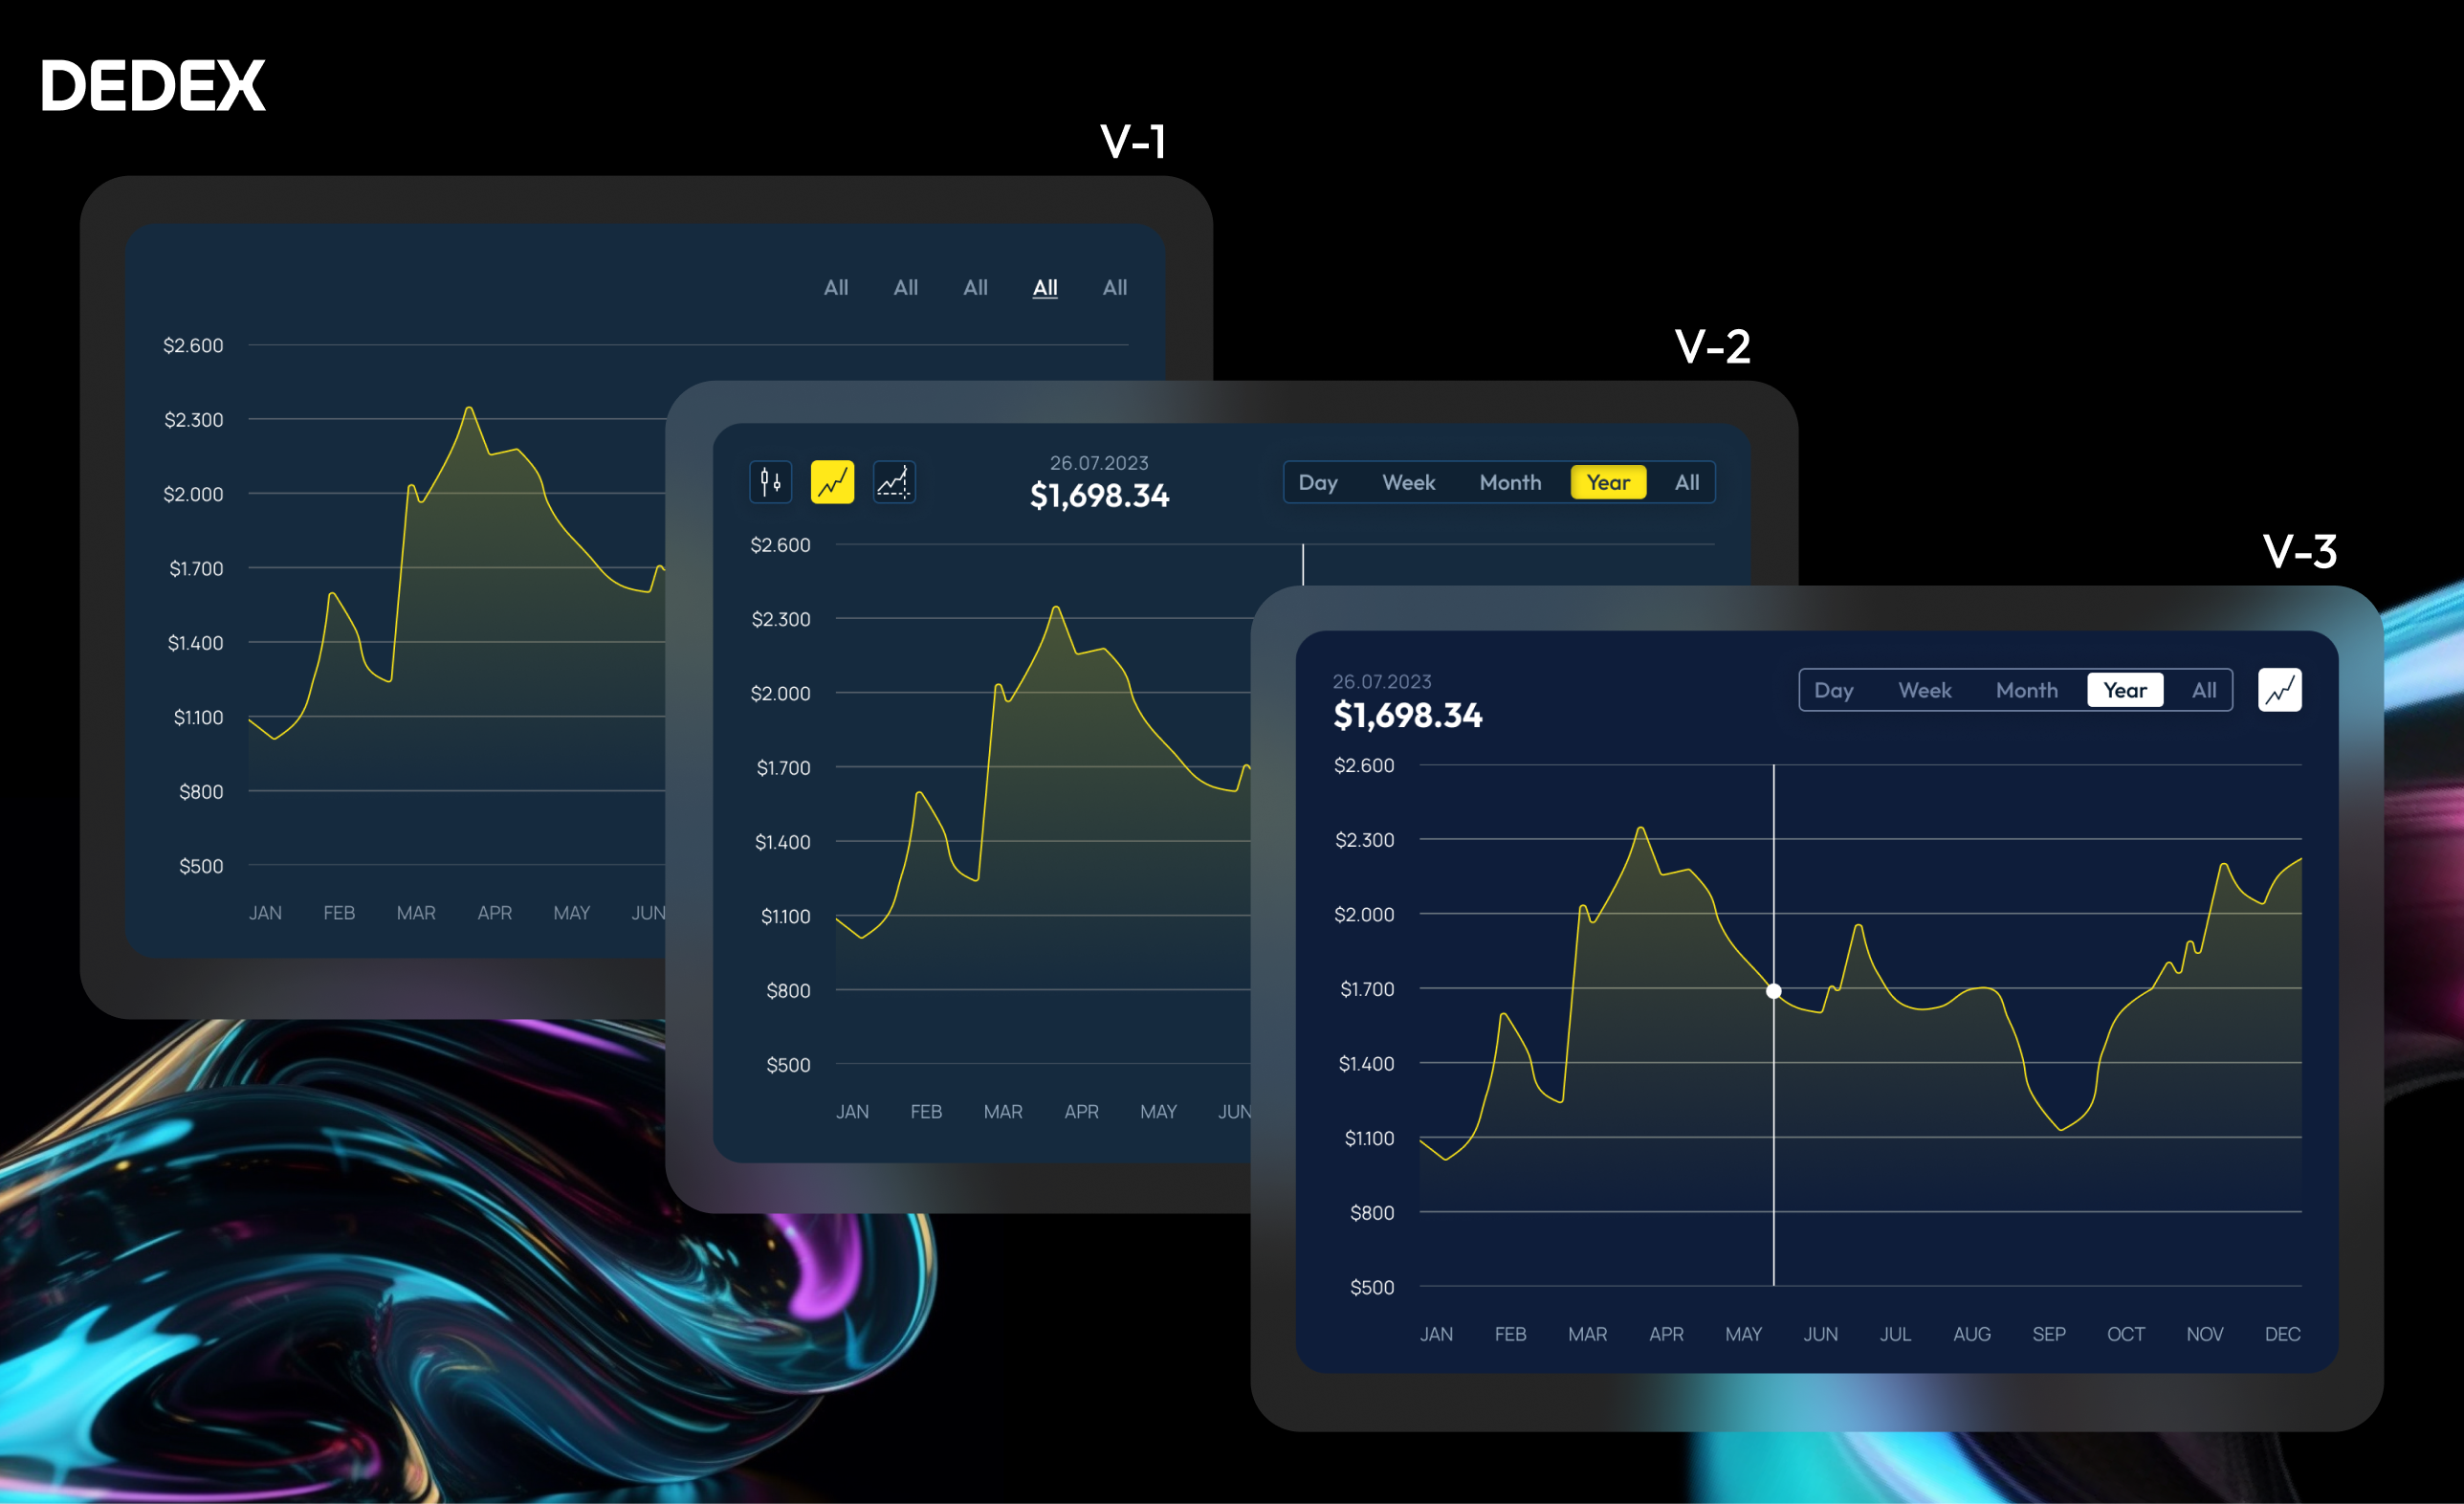 DEDEX
V-1
All All All All All
$2.600
$2.300
$2.000
$1.700
$1.400
$1.100
$800
$500
JAN FEB MAR APR MAY JUN
V-2
26.07.2023
$1,698.34
Day Week Month Year All
$2.600
$2.300
$2.000
$1.700
$1.400
$1.100
$800
$500
JAN FEB MAR APR MAY JUN
V-3
26.07.2023
$1,698.34
Day Week Month Year All
$2.600
$2.300
$2.000
$1.700
$1.400
$1.100
$800
$500
JAN FEB MAR APR MAY JUN JUL AUG SEP OCT NOV DEC